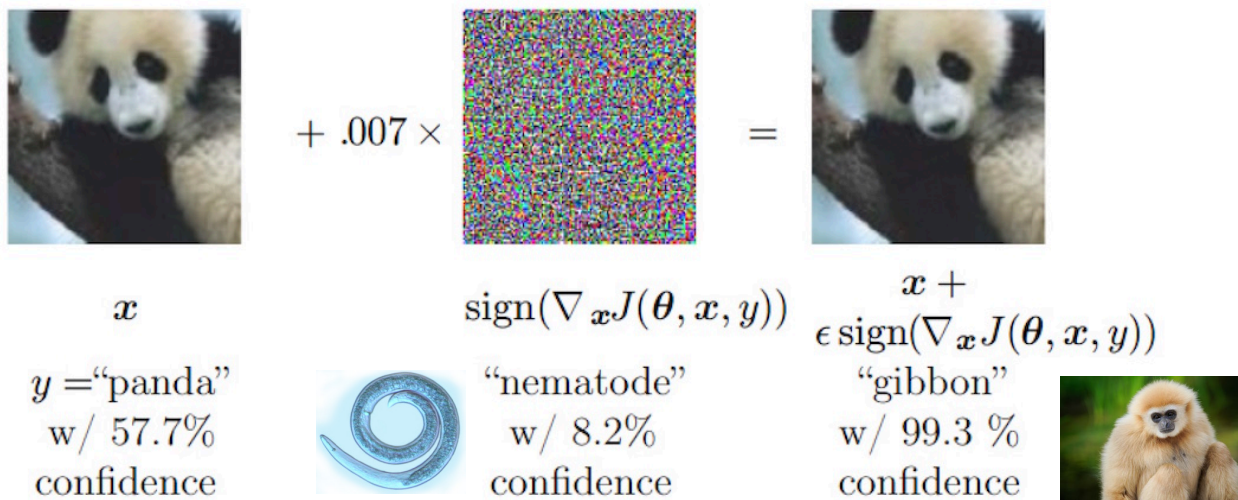 + .007 ×
=
x
sign(∇ₓJ(θ, x, y))
x +
ϵ sign(∇ₓJ(θ, x, y))
y =“panda”
w/ 57.7%
confidence
“nematode”
w/ 8.2%
confidence
“gibbon”
w/ 99.3 %
confidence